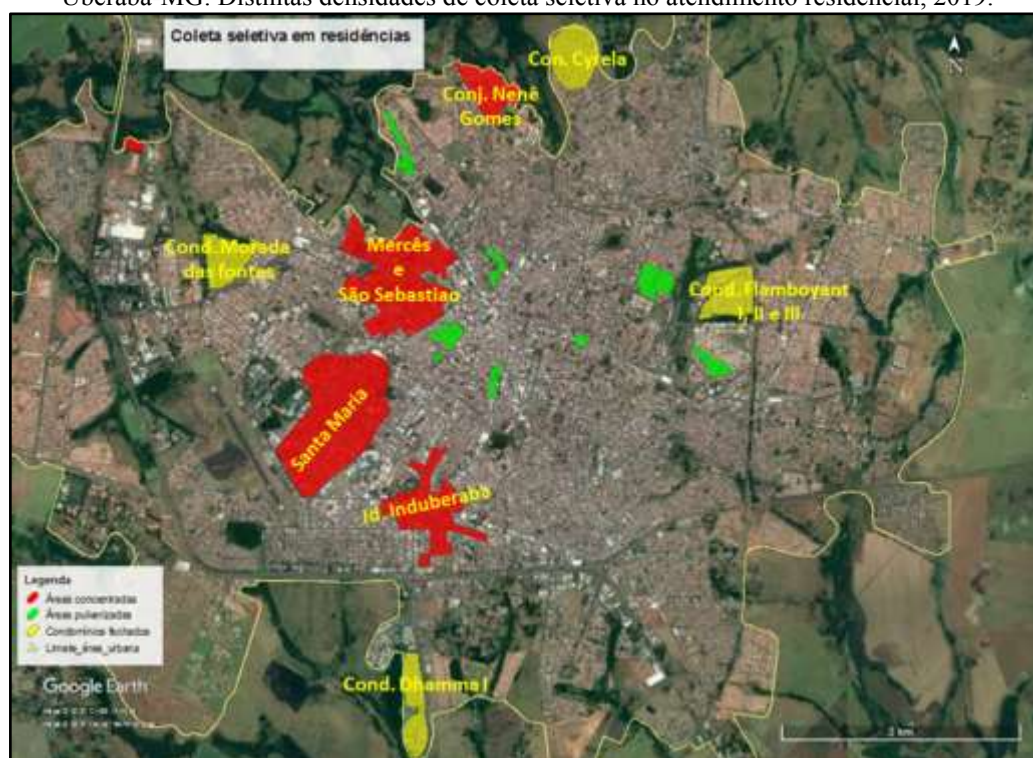 Uberaba-MG: Distintas densidades de coleta seletiva no atendimento residencial, 2019.
Coleta seletiva em residências
N
Con. Cyrela
Conj. Nenê
Gomes
Cond. Morada
das fontes
Mercês
e
São Sebastiao
Cond. Flamboyant
I, II e III
Santa Maria
Jd. Induberaba
Legenda
Áreas concentradas
Áreas pulverizadas
Condomínios fechados
Limite_área_urbana
Google Earth
Cond. Dhamma I
2 km